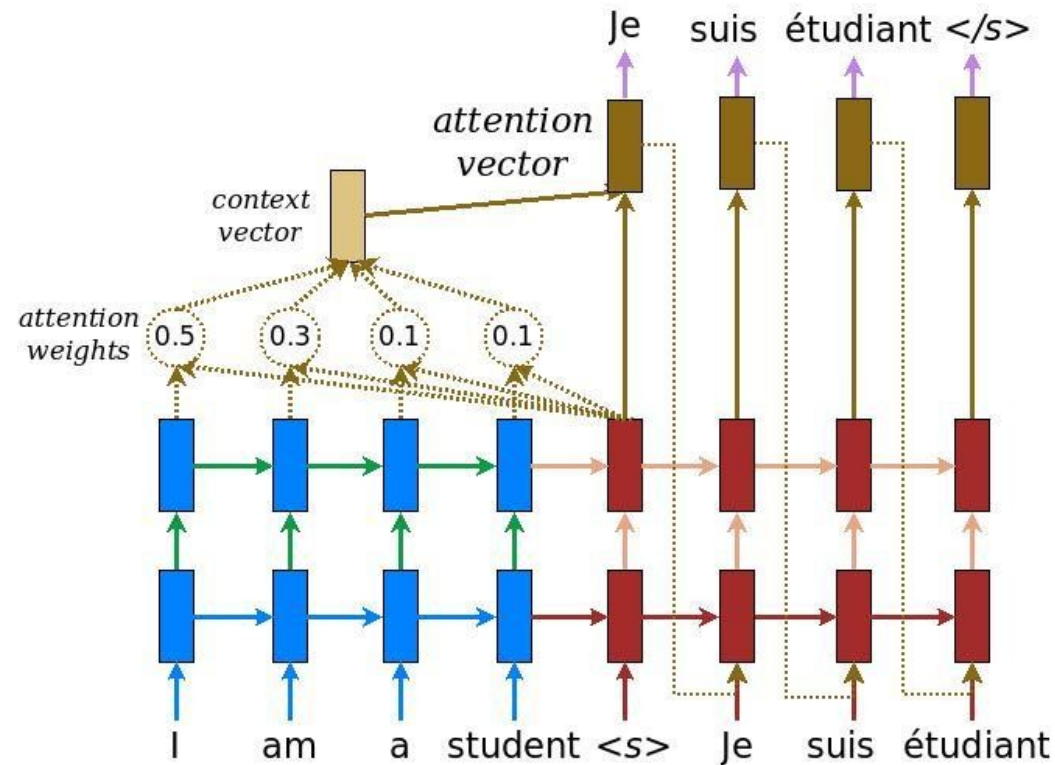 Je suis étudiant </s>
attention
vector
context
vector
attention
weights
0.5 0.3 0.1 0.1
I am a student <s> Je suis étudiant